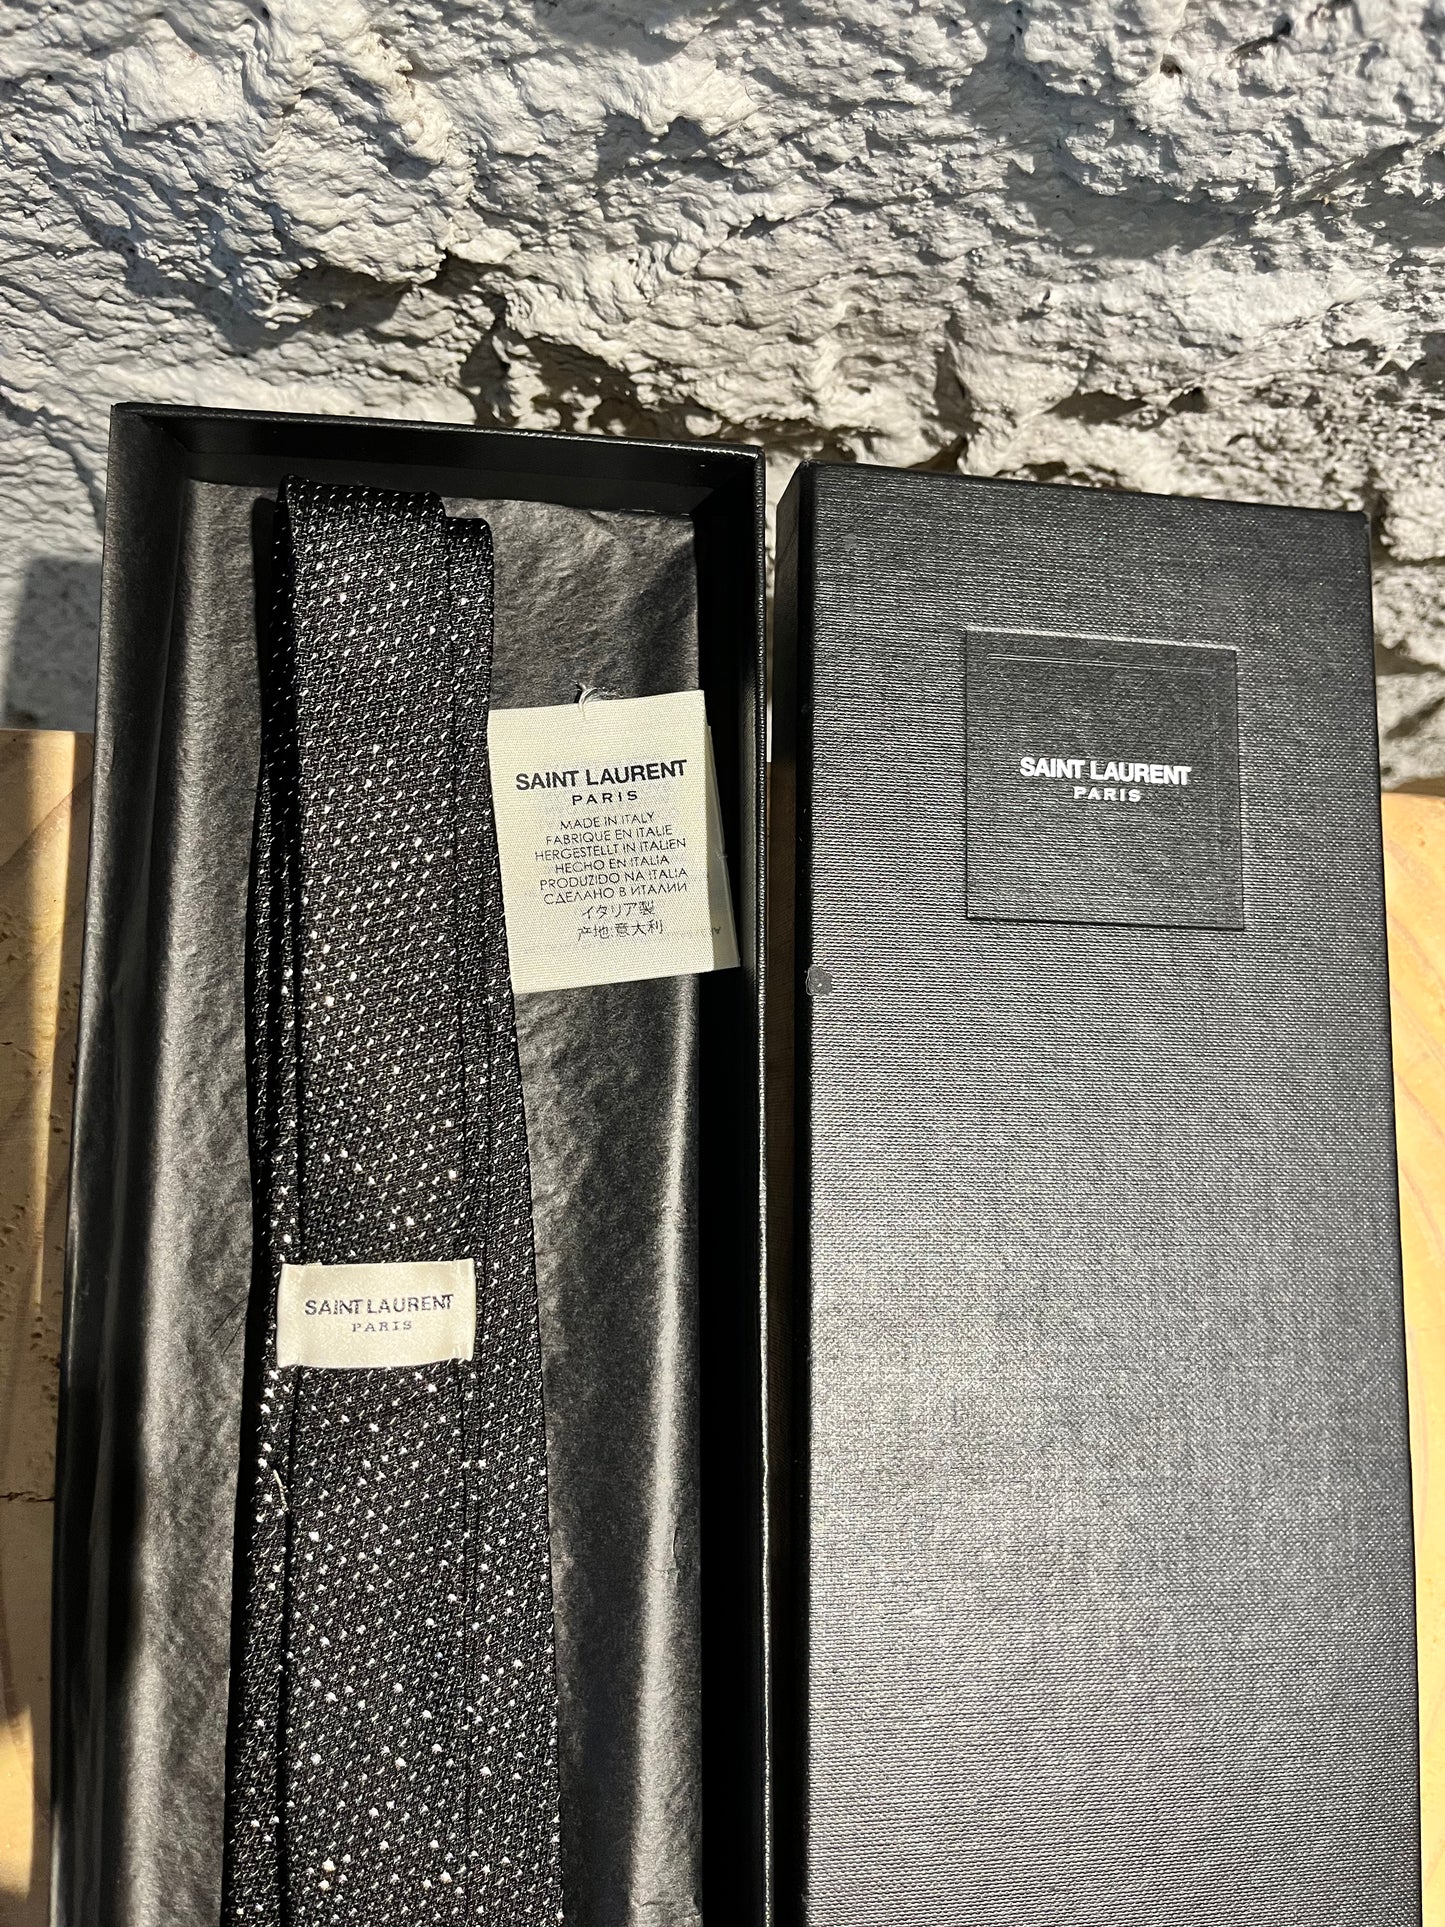 SAINT LAURENT
PARIS
MADE IN ITALY
FABRIQUE EN ITALIE
HERGESTELLT IN ITALIEN
HECHO EN ITALIA
PRODUZIDO NA ITALIA
СДЕЛАНО В ИТАЛИИ
イタリア製
产地:意大利
SAINT LAURENT
PARIS
SAINT LAURENT
PARIS